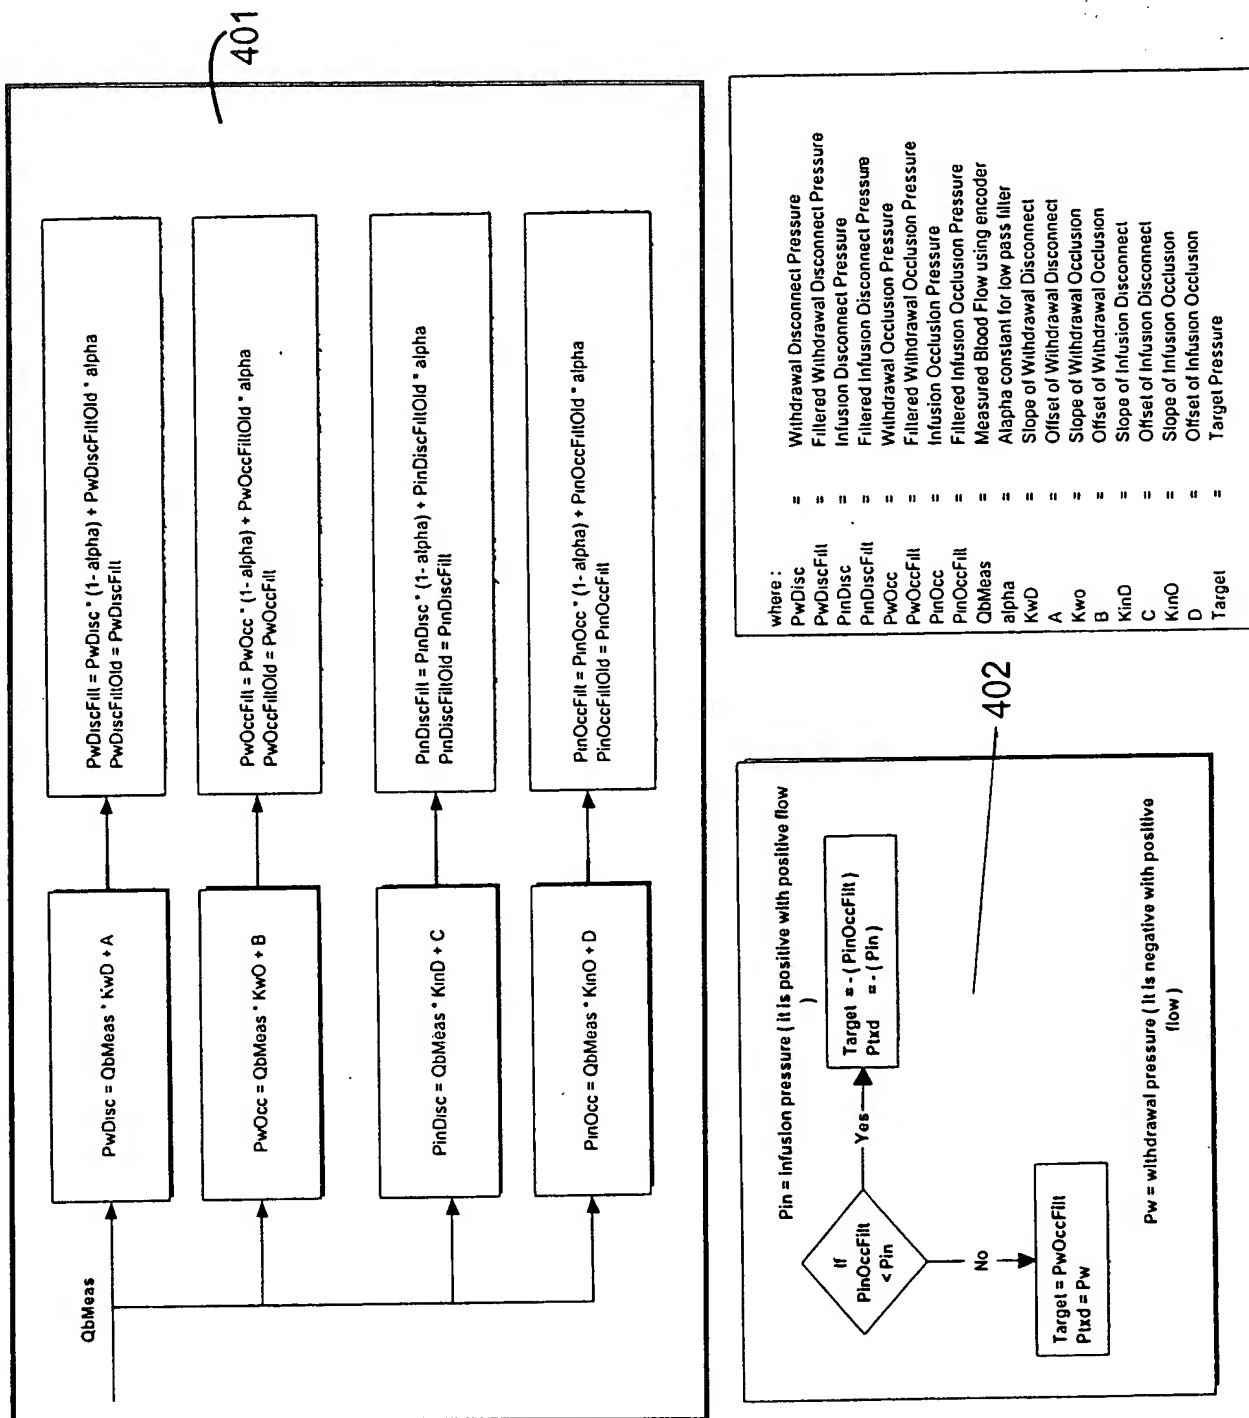 401
QbMeas
PwDisc = QbMeas * KwD + A
PwDiscFilt = PwDisc * (1- alpha) + PwDiscFiltOld * alpha
PwDiscFiltOld = PwDiscFilt
PwOcc = QbMeas * KwO + B
PwOccFilt = PwOcc * (1- alpha) + PwOccFiltOld * alpha
PwOccFiltOld = PwOccFilt
PinDisc = QbMeas * KinD + C
PinDiscFilt = PinDisc * (1- alpha) + PinDiscFiltOld * alpha
PinDiscFiltOld = PinDiscFilt
PinOcc = QbMeas * KinO + D
PinOccFilt = PinOcc * (1- alpha) + PinOccFiltOld * alpha
PinOccFiltOld = PinOccFilt
Pin = infusion pressure ( it is positive with positive flow
)
If
PinOccFilt
< Pin
Yes
Target = - ( PinOccFilt )
Ptxd = - ( Pin )
No
Target = PwOccFilt
Ptxd = Pw
Pw = withdrawal pressure ( it is negative with positive
flow )
402
where :
PwDisc = Withdrawal Disconnect Pressure
PwDiscFilt = Filtered Withdrawal Disconnect Pressure
PinDisc = Infusion Disconnect Pressure
PinDiscFilt = Filtered Infusion Disconnect Pressure
PwOcc = Withdrawal Occlusion Pressure
PwOccFilt = Filtered Withdrawal Occlusion Pressure
PinOcc = Infusion Occlusion Pressure
PinOccFilt = Filtered Infusion Occlusion Pressure
QbMeas = Measured Blood Flow using encoder
alpha = Alapha constant for low pass filter
KwD = Slope of Withdrawal Disconnect
A = Offset of Withdrawal Disconnect
Kwo = Slope of Withdrawal Occlusion
B = Offset of Withdrawal Occlusion
KinD = Slope of Infusion Disconnect
C = Offset of Infusion Disconnect
KinO = Slope of Infusion Occlusion
D = Offset of Infusion Occlusion
Target = Target Pressure